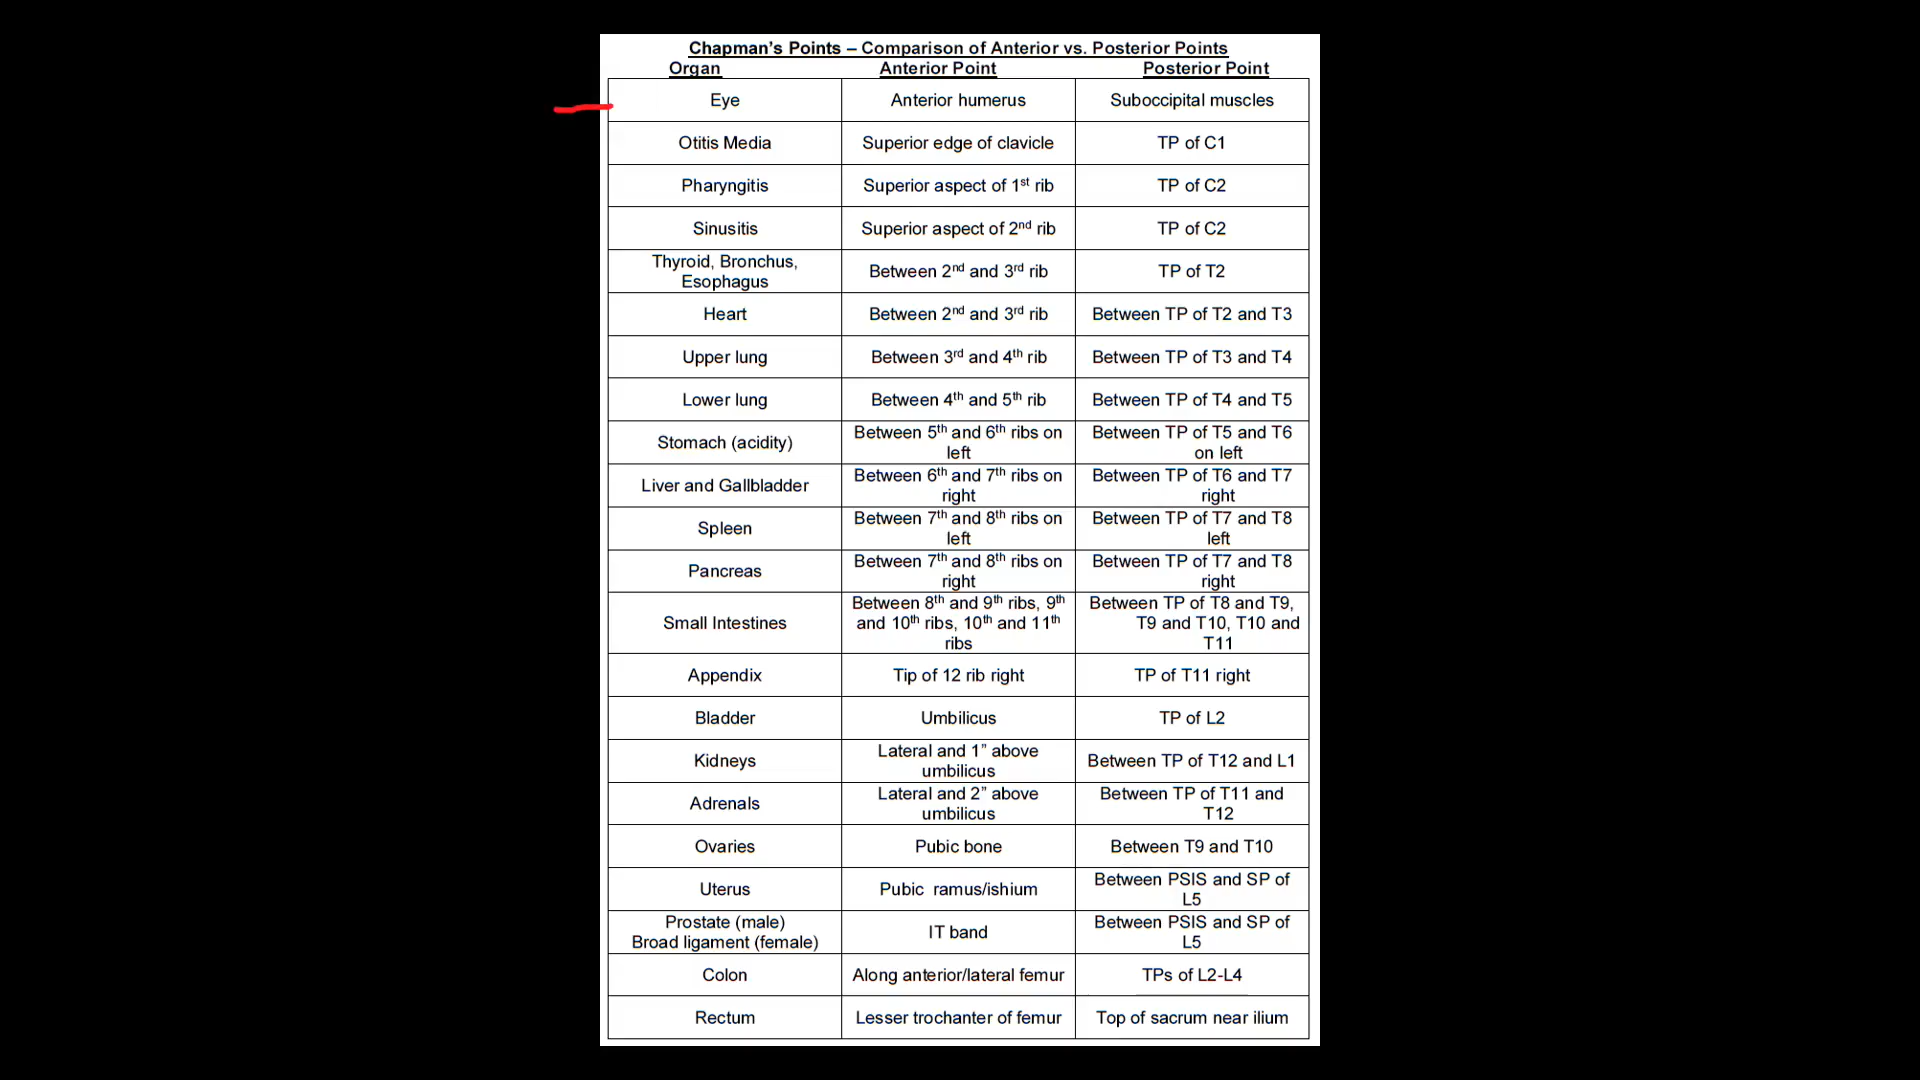 Chapman's Points – Comparison of Anterior vs. Posterior Points
Organ Anterior Point Posterior Point
Eye Anterior humerus Suboccipital muscles
Otitis Media Superior edge of clavicle TP of C1
Pharyngitis Superior aspect of 1st rib TP of C2
Sinusitis Superior aspect of 2nd rib TP of C2
Thyroid, Bronchus,
Esophagus Between 2nd and 3rd rib TP of T2
Heart Between 2nd and 3rd rib Between TP of T2 and T3
Upper lung Between 3rd and 4th rib Between TP of T3 and T4
Lower lung Between 4th and 5th rib Between TP of T4 and T5
Stomach (acidity) Between 5th and 6th ribs on
left Between TP of T5 and T6
on left
Liver and Gallbladder Between 6th and 7th ribs on
right Between TP of T6 and T7
right
Spleen Between 7th and 8th ribs on
left Between TP of T7 and T8
left
Pancreas Between 7th and 8th ribs on
right Between TP of T7 and T8
right
Small Intestines Between 8th and 9th ribs, 9th
and 10th ribs, 10th and 11th
ribs Between TP of T8 and T9,
T9 and T10, T10 and
T11
Appendix Tip of 12 rib right TP of T11 right
Bladder Umbilicus TP of L2
Kidneys Lateral and 1” above
umbilicus Between TP of T12 and L1
Adrenals Lateral and 2” above
umbilicus Between TP of T11 and
T12
Ovaries Pubic bone Between T9 and T10
Uterus Pubic ramus/ishium Between PSIS and SP of
L5
Prostate (male)
Broad ligament (female) IT band Between PSIS and SP of
L5
Colon Along anterior/lateral femur TPs of L2-L4
Rectum Lesser trochanter of femur Top of sacrum near ilium